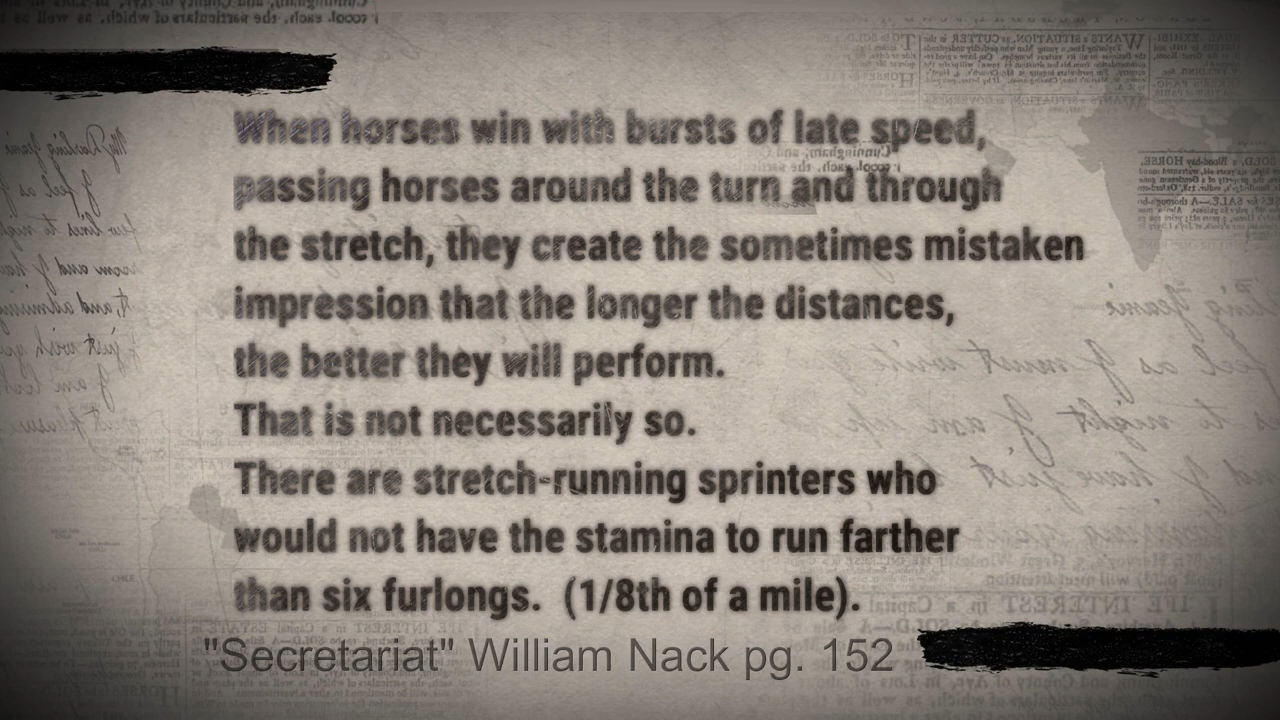 When horses win with bursts of late speed,
passing horses around the turn and through
the stretch, they create the sometimes mistaken
impression that the longer the distances,
the better they will perform.
That is not necessarily so.
There are stretch-running sprinters who
would not have the stamina to run farther
than six furlongs.  (1/8th of a mile).
"Secretariat" William Nack pg. 152